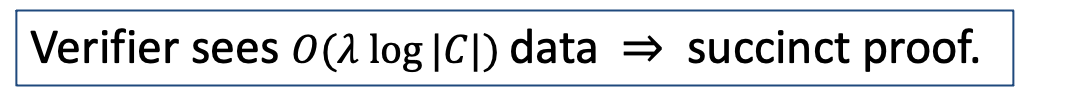 Verifier sees 𝑂(𝜆 log |𝐶|) data ⇒ succinct proof.